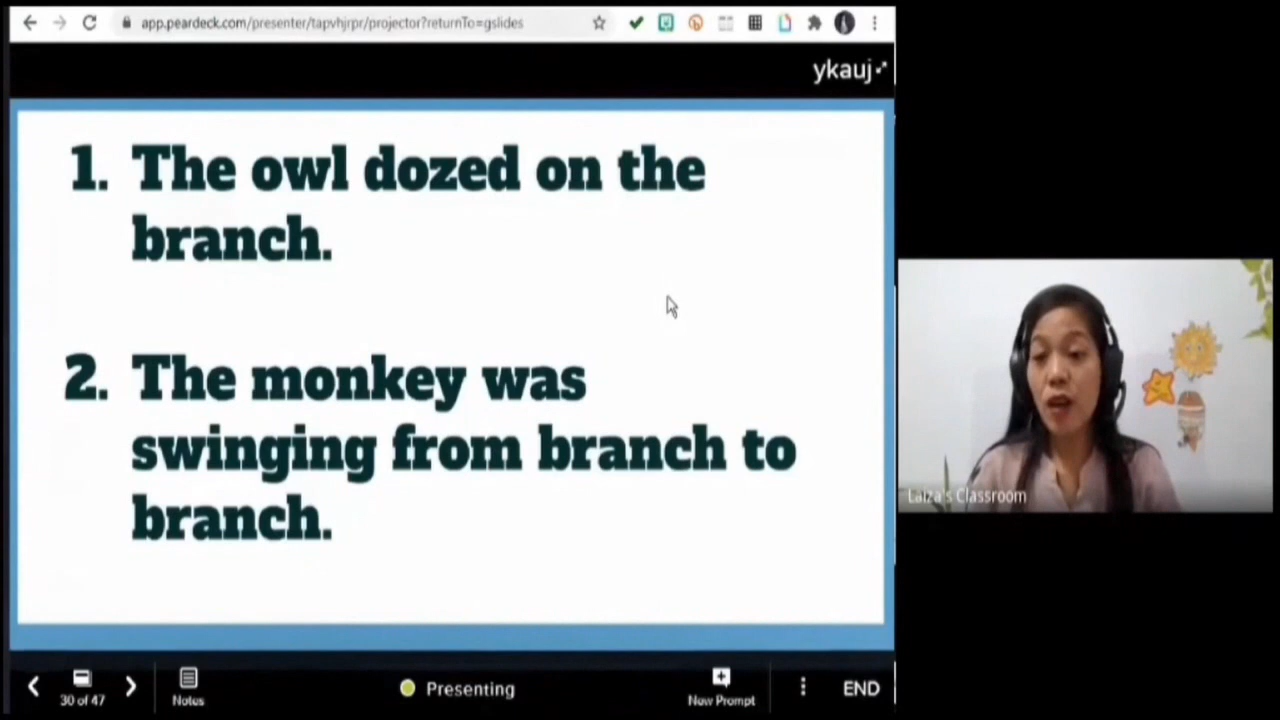 app.peardeck.com/presenter/tapvhjrpr/projector?returnTo=gslides
ykauj
1. The owl dozed on the
branch.
2. The monkey was
swinging from branch to
branch.
Laiza's Classroom
30 of 47
Notes
Presenting
New Prompt
END